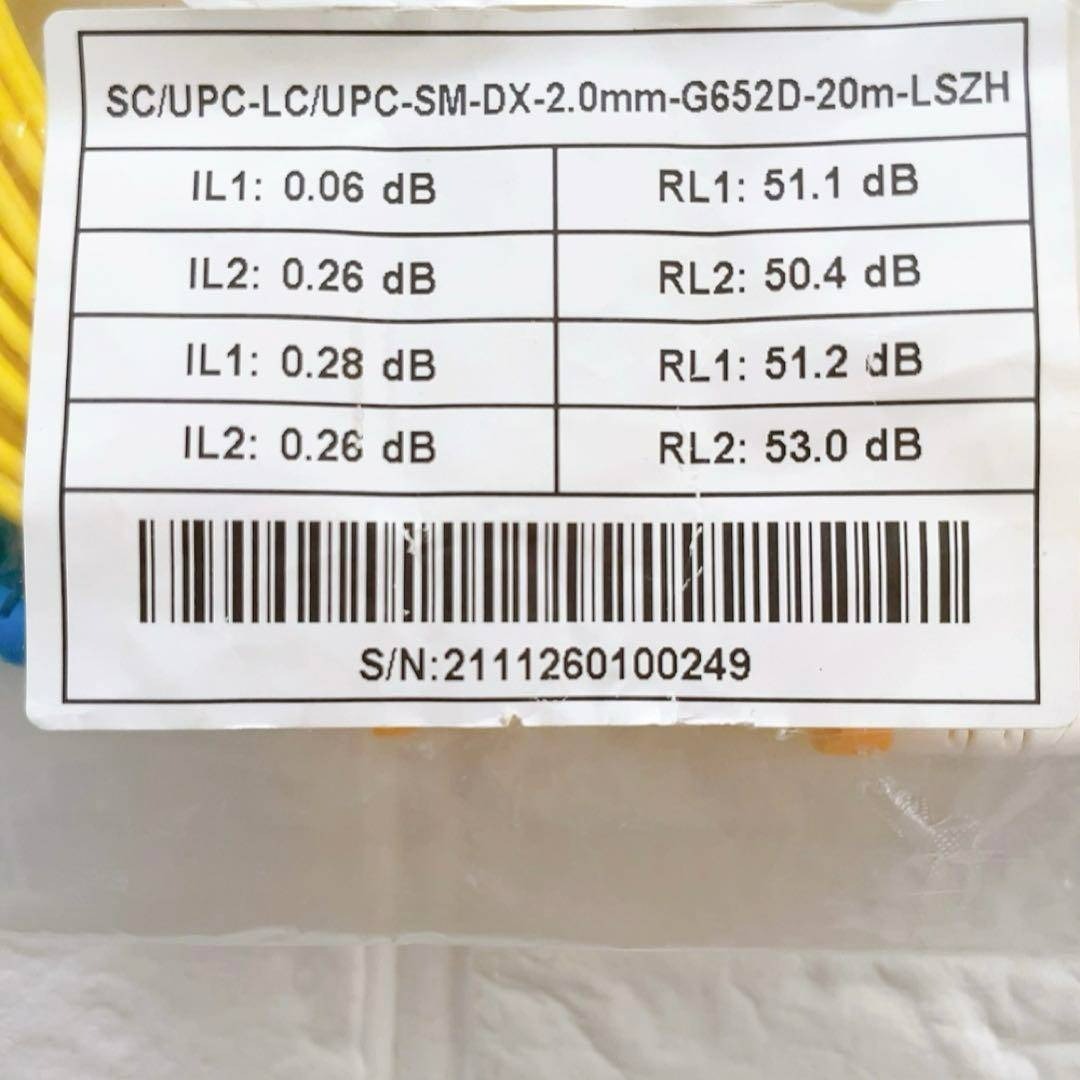 SC/UPC-LC/UPC-SM-DX-2.0mm-G652D-20m-LSZH
IL1: 0.06 dB RL1: 51.1 dB
IL2: 0.26 dB RL2: 50.4 dB
IL1: 0.28 dB RL1: 51.2 dB
IL2: 0.26 dB RL2: 53.0 dB
S/N:2111260100249